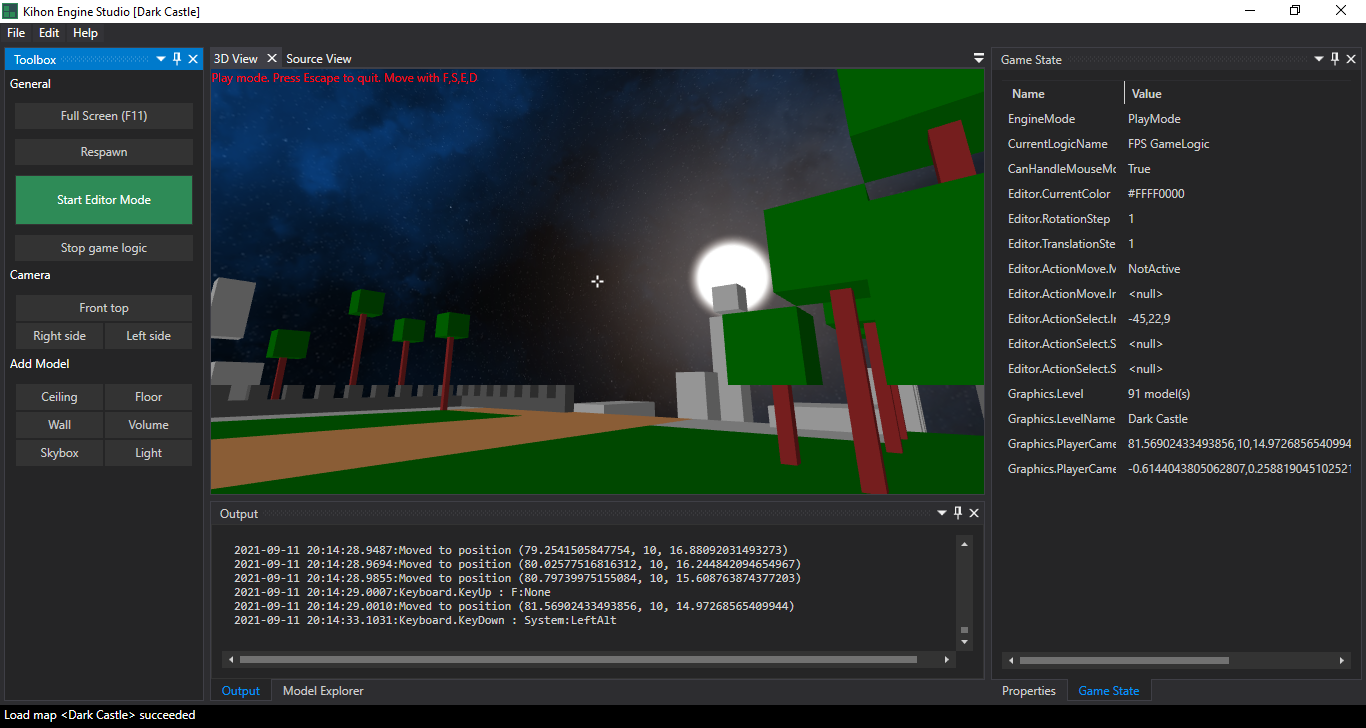 Kihon Engine Studio [Dark Castle]
File Edit Help
Toolbox
General
Full Screen (F11)
Respawn
Start Editor Mode
Stop game logic
Camera
Front top
Right side Left side
Add Model
Ceiling Floor
Wall Volume
Skybox Light
3D View Source View
Play mode. Press Escape to quit. Move with F,S,E,D
Output
2021-09-11 20:14:28.9487:Moved to position (79.2541505847754, 10, 16.88092031493273)
2021-09-11 20:14:28.9694:Moved to position (80.02577516816312, 10, 16.244842094654967)
2021-09-11 20:14:28.9855:Moved to position (80.79739975155084, 10, 15.608763874377203)
2021-09-11 20:14:29.0007:Keyboard.KeyUp : F:None
2021-09-11 20:14:29.0010:Moved to position (81.56902433493856, 10, 14.97268565409944)
2021-09-11 20:14:33.1031:Keyboard.KeyDown : System:LeftAlt
Output Model Explorer
Game State
Name Value
EngineMode PlayMode
CurrentLogicName FPS GameLogic
CanHandleMouseMo True
Editor.CurrentColor #FFFF0000
Editor.RotationStep 1
Editor.TranslationSte 1
Editor.ActionMove.M NotActive
Editor.ActionMove.Ir <null>
Editor.ActionSelect.Ir -45,22,9
Editor.ActionSelect.S <null>
Editor.ActionSelect.S <null>
Graphics.Level 91 model(s)
Graphics.LevelName Dark Castle
Graphics.PlayerCame 81.56902433493856,10,14.9726856540994
Graphics.PlayerCame -0.6144043805062807,0.258819045102521
Properties Game State
Load map <Dark Castle> succeeded